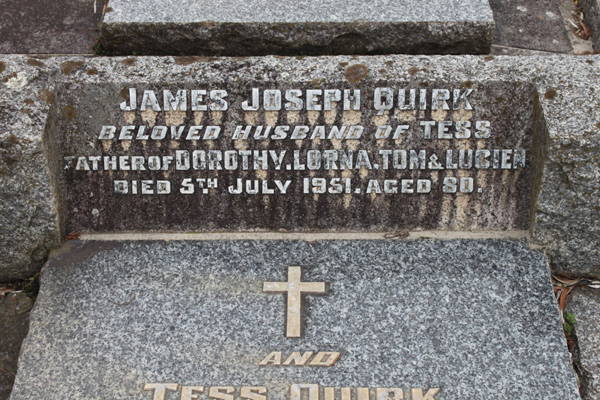 JAMES JOSEPH QUIRK
BELOVED HUSBAND OF TESS
FATHER OF DOROTHY. LORNA. TOM & LUCIEN
DIED 5TH JULY 1951. AGED 80.
AND
TESS QUIRK